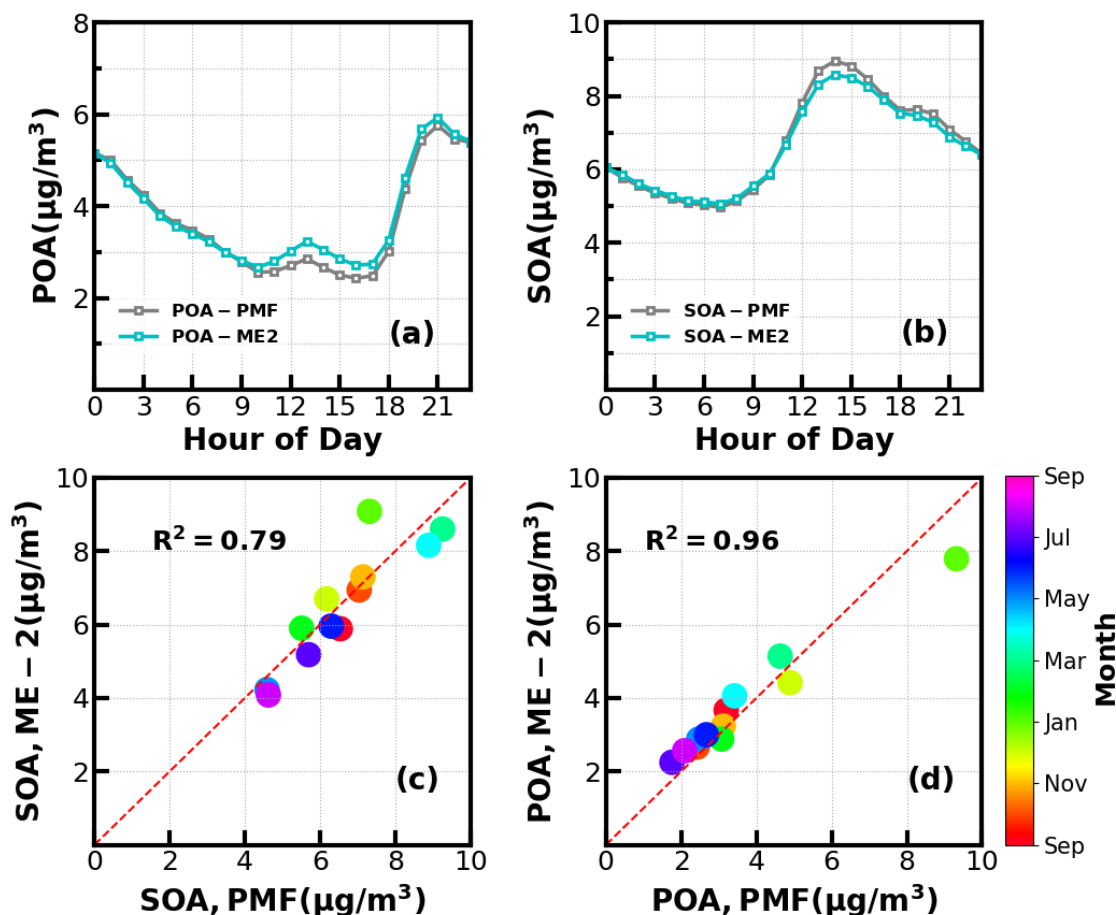 8
6
4
2
POA(μg/m³)
POA − PMF
POA − ME2
(a)
0 3 6 9 12 15 18 21
Hour of Day
10
8
6
4
2
SOA(μg/m³)
SOA − PMF
SOA − ME2
(b)
0 3 6 9 12 15 18 21
Hour of Day
10
8
6
4
2
SOA, ME − 2(μg/m³)
R² = 0.79
(c)
0 2 4 6 8 10
SOA, PMF(μg/m³)
10
8
6
4
2
POA, ME − 2(μg/m³)
R² = 0.96
(d)
0 2 4 6 8 10
POA, PMF(μg/m³)
Sep
Jul
May
Mar
Jan
Nov
Sep
Month